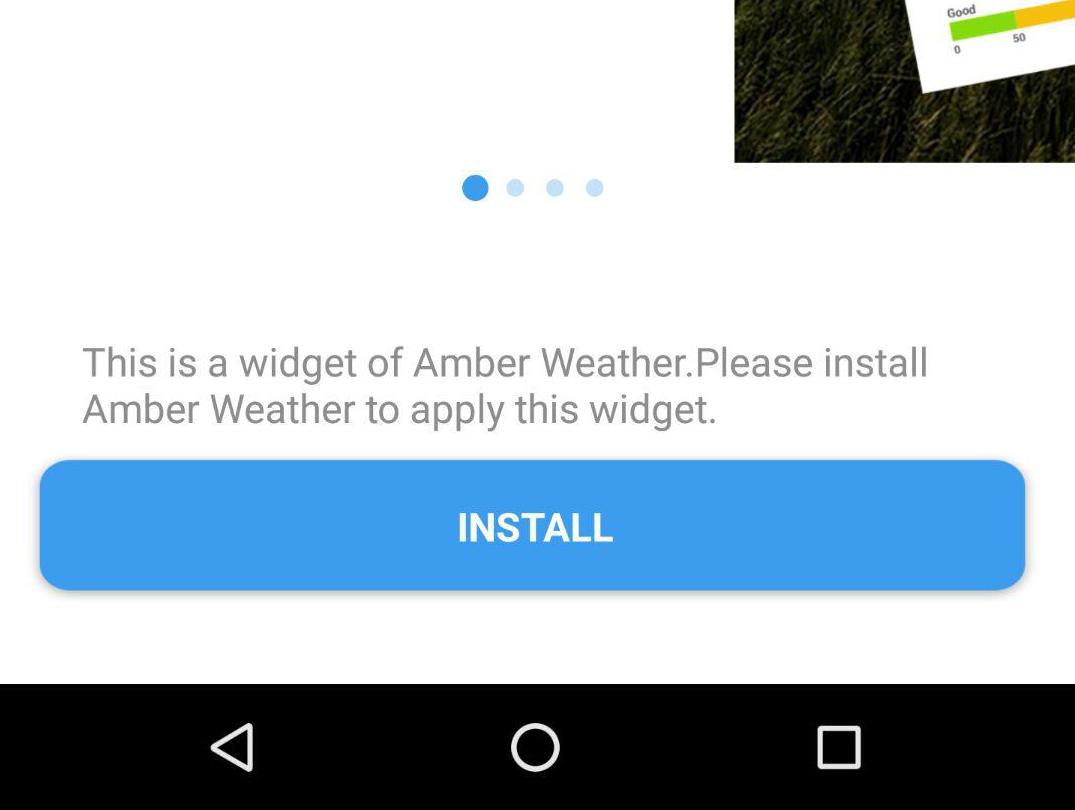 Good
0 50
This is a widget of Amber Weather.Please install
Amber Weather to apply this widget.
INSTALL